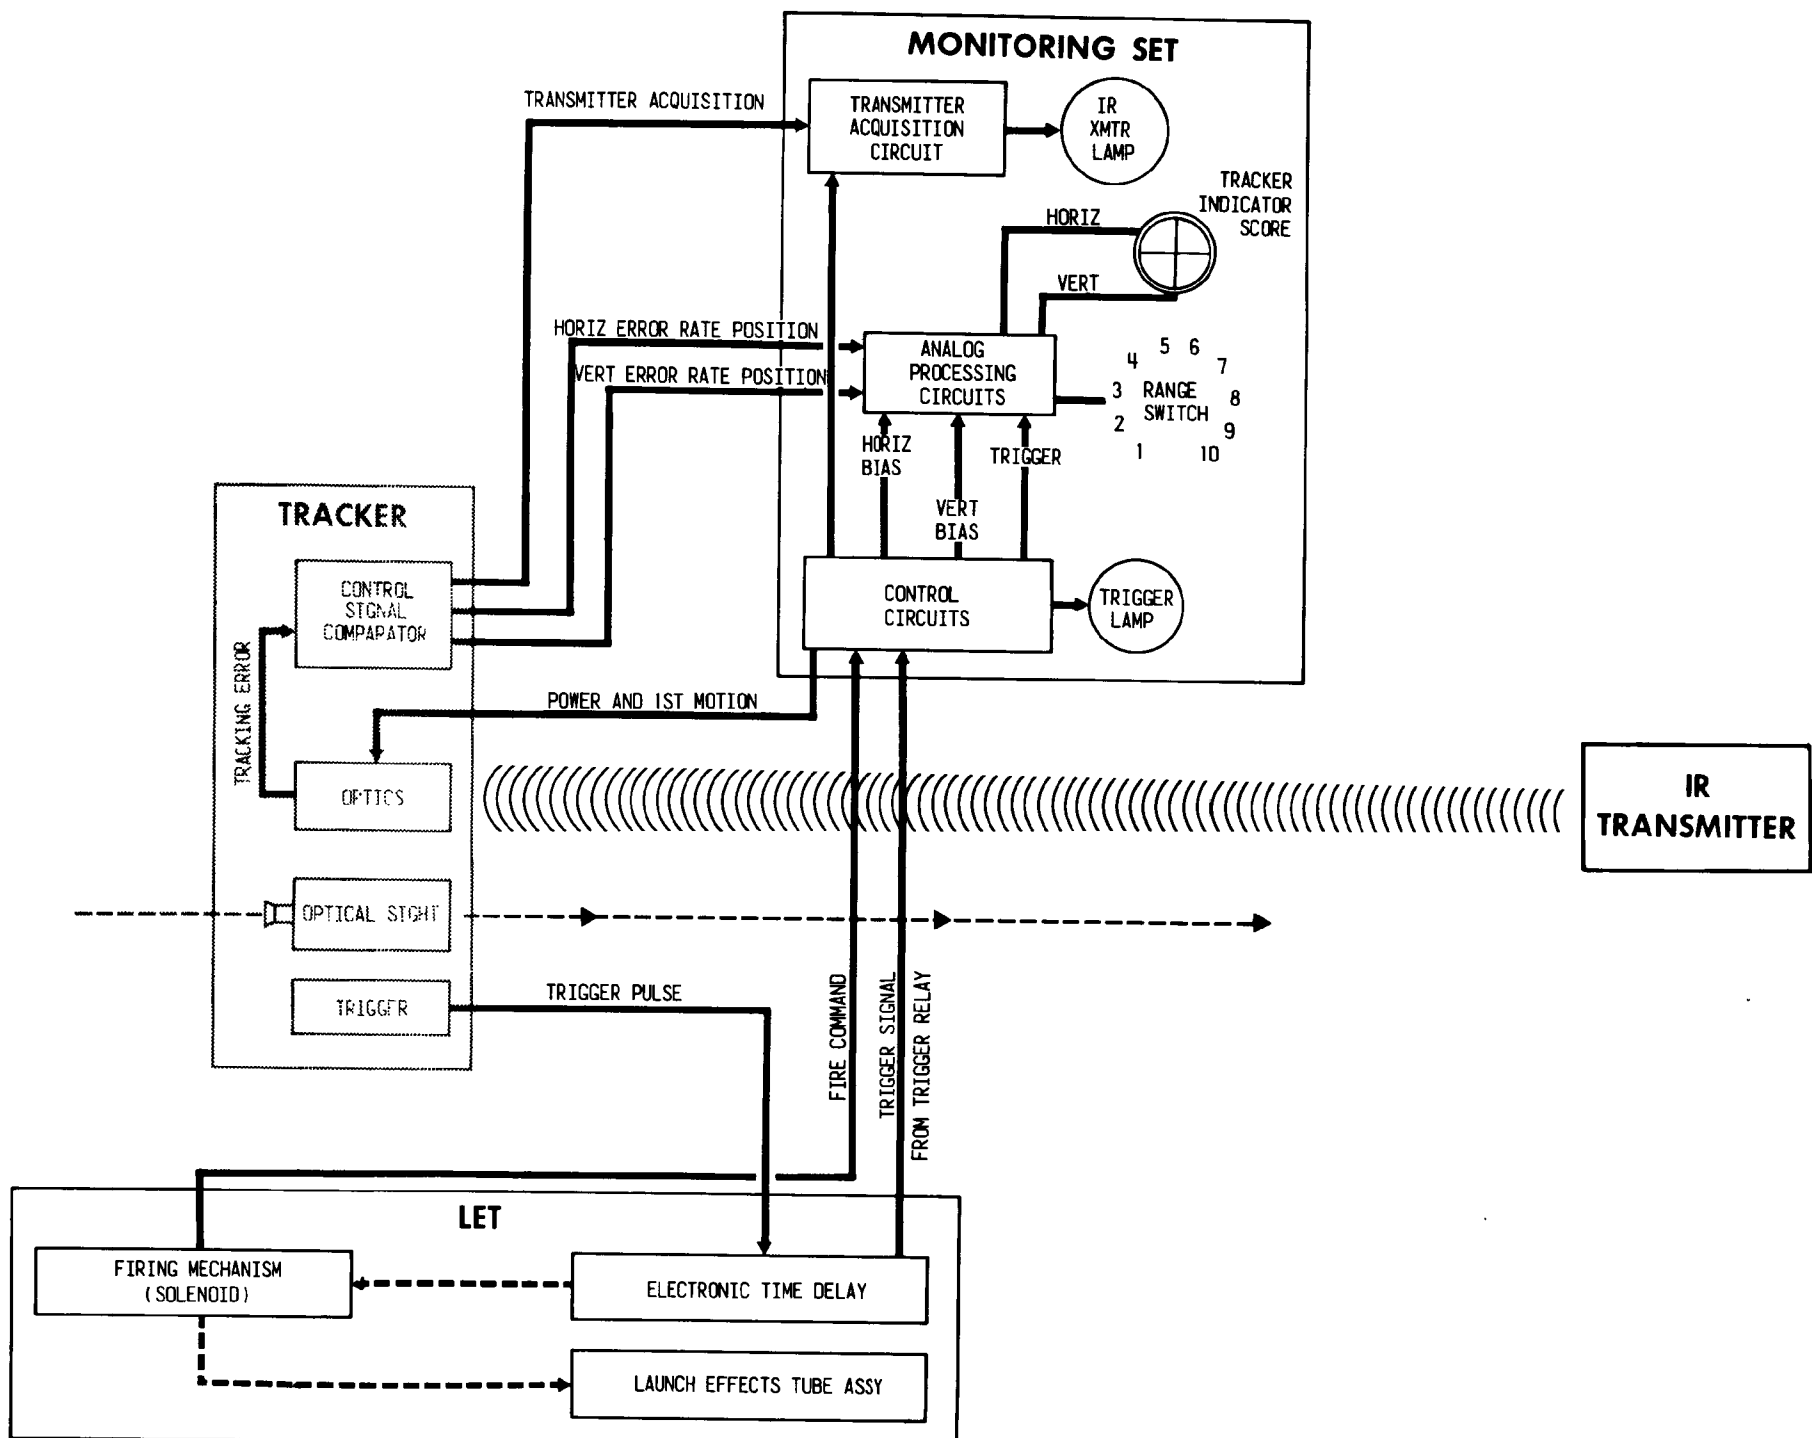 MONITORING SET
TRANSMITTER ACQUISITION
TRANSMITTER
ACQUISITION
CIRCUIT
IR
XMTR
LAMP
TRACKER
INDICATOR
SCORE
HORIZ
VERT
HORIZ ERROR RATE POSITION
VERT ERROR RATE POSITION
ANALOG
PROCESSING
CIRCUITS
1
2
3
4
5
6
7
8
9
10
RANGE
SWITCH
HORIZ
BIAS
VERT
BIAS
TRIGGER
CONTROL
CIRCUITS
TRIGGER
LAMP
TRACKER
CONTROL
SIGNAL
COMPARATOR
TRACKING ERROR
POWER AND 1ST MOTION
OPTICS
IR
TRANSMITTER
OPTICAL SIGHT
TRIGGER
TRIGGER PULSE
FIRE COMMAND
TRIGGER SIGNAL
FROM TRIGGER RELAY
LET
FIRING MECHANISM
(SOLENOID)
ELECTRONIC TIME DELAY
LAUNCH EFFECTS TUBE ASSY